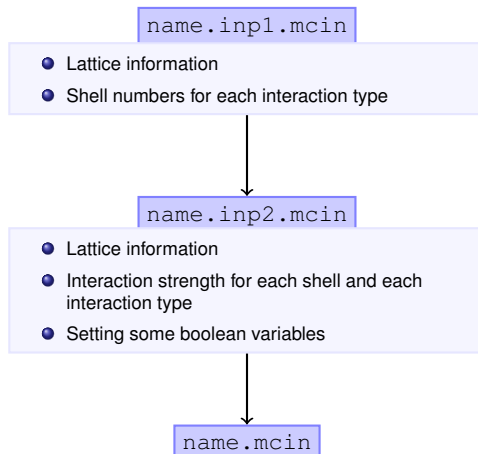 name.inp1.mcin
Lattice information
Shell numbers for each interaction type
name.inp2.mcin
Lattice information
Interaction strength for each shell and each
interaction type
Setting some boolean variables
name.mcin